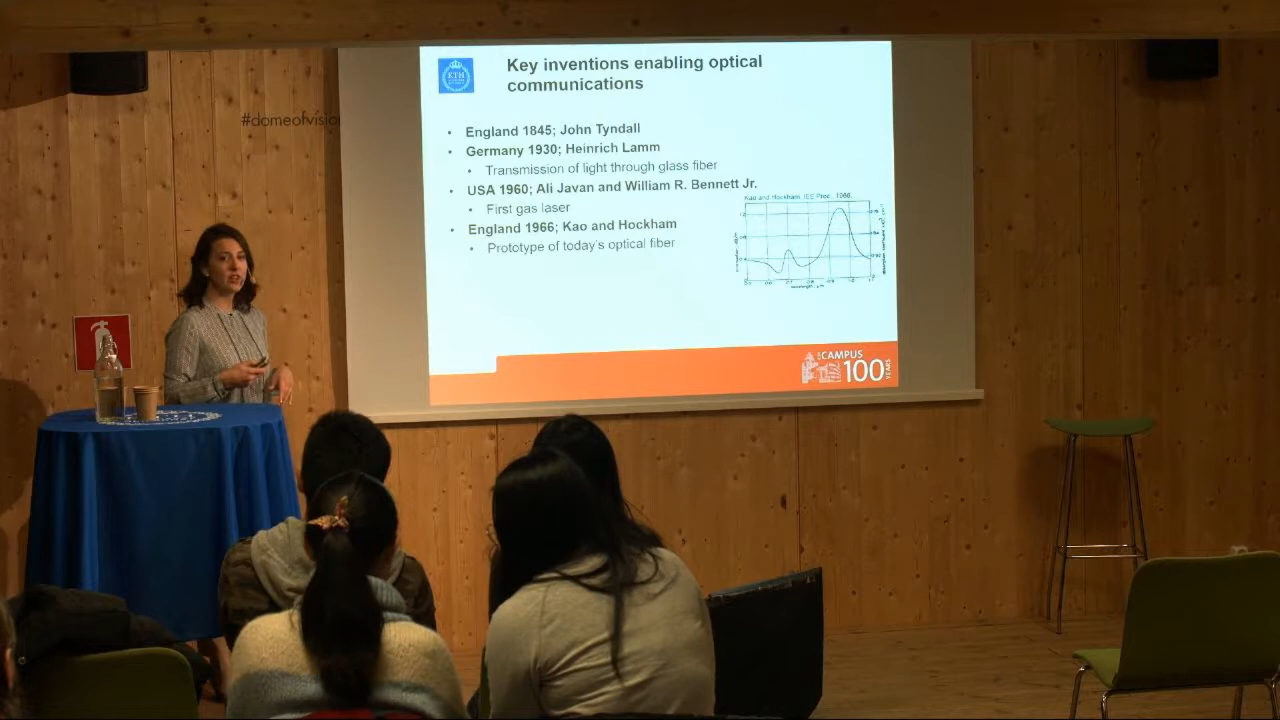 #domeofvision
KTH
Key inventions enabling optical
communications
• England 1845; John Tyndall
• Germany 1930; Heinrich Lamm
• Transmission of light through glass fiber
• USA 1960; Ali Javan and William R. Bennett Jr.
• First gas laser
• England 1966; Kao and Hockham
• Prototype of today's optical fiber
Kao and Hockham, IEE Proc. 1966
CAMPUS
100
YEARS